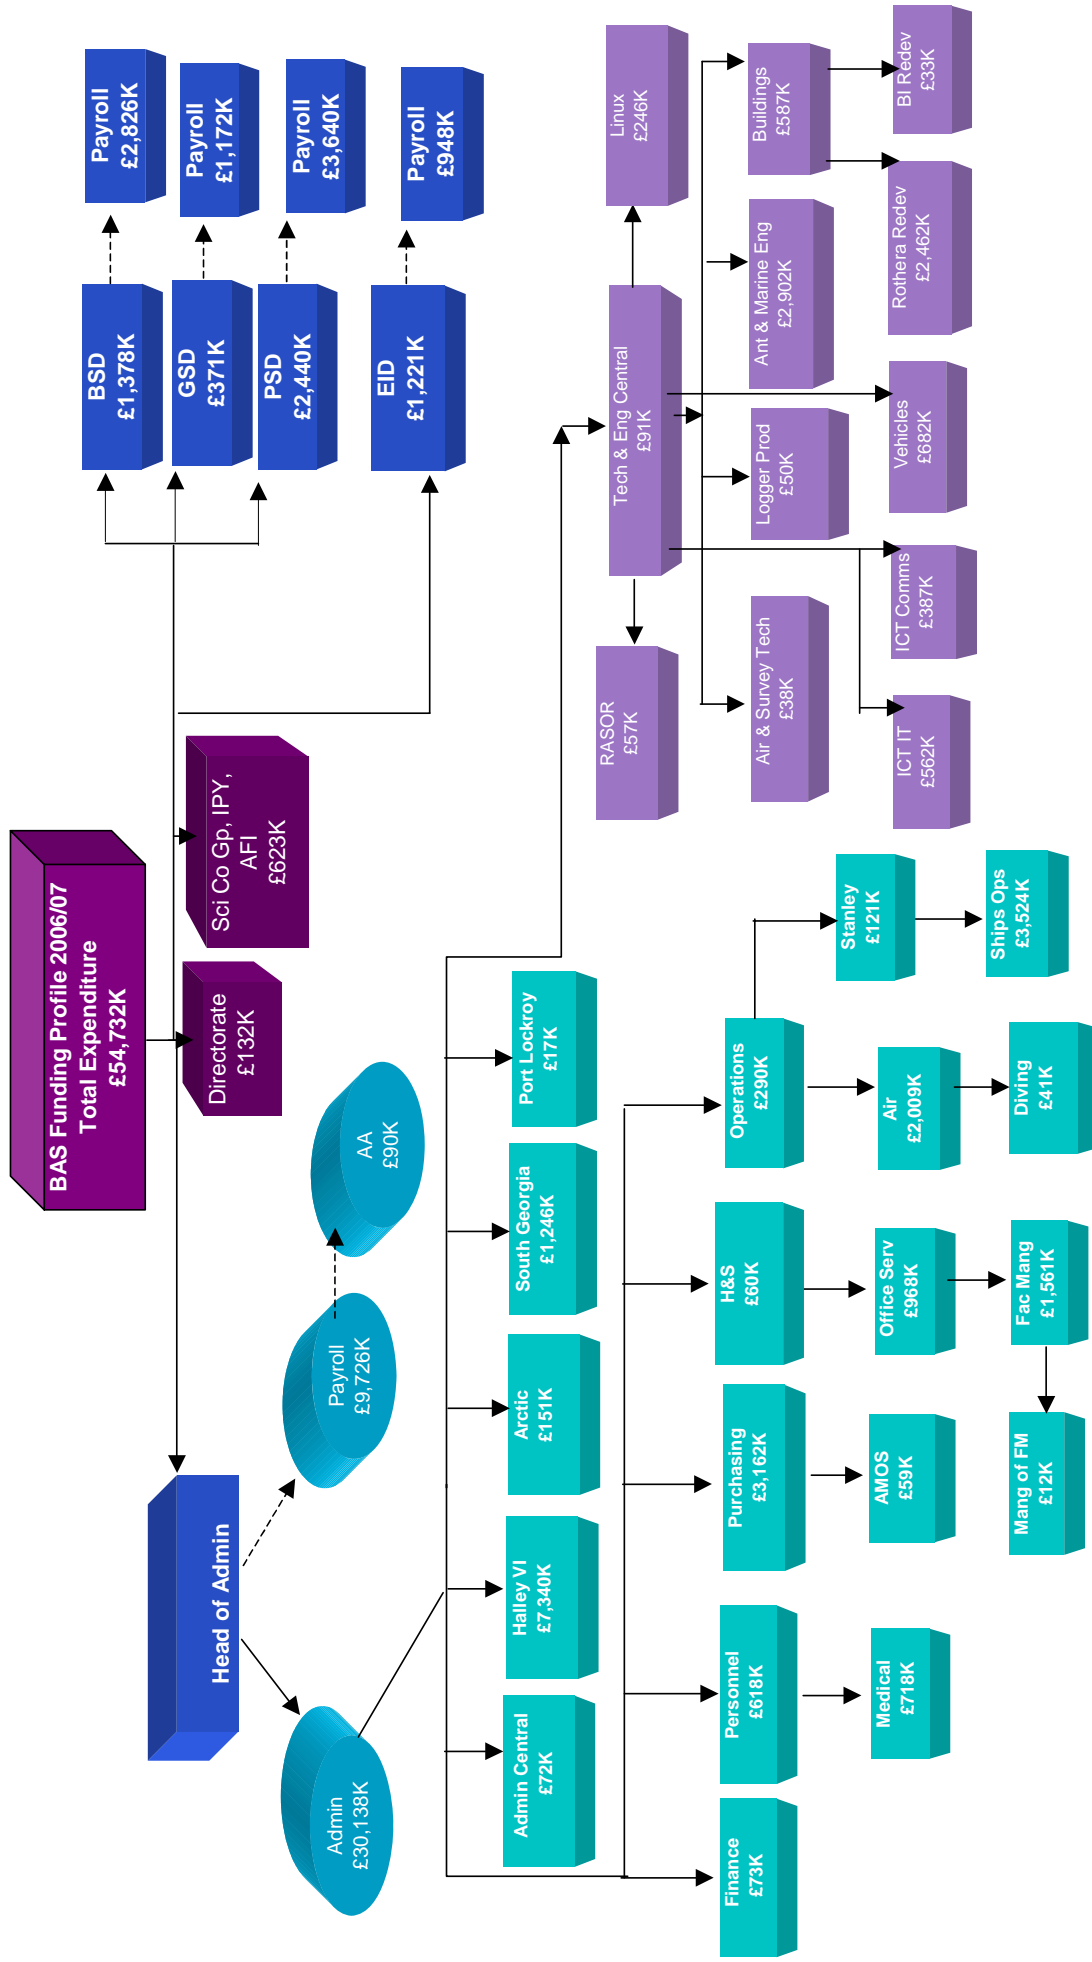 BAS Funding Profile 2006/07
Total Expenditure
£54,732K
Directorate
£132K
Sci Co Gp, IPY,
AFI
£623K
Head of Admin
BSD
£1,378K
Payroll
£2,826K
GSD
£371K
Payroll
£1,172K
PSD
£2,440K
Payroll
£3,640K
EID
£1,221K
Payroll
£948K
Admin
£30,138K
Payroll
£9,726K
AA
£90K
Admin Central
£72K
Halley VI
£7,340K
Arctic
£151K
South Georgia
£1,246K
Port Lockroy
£17K
Finance
£73K
Personnel
£618K
Purchasing
£3,162K
H&S
£60K
Operations
£290K
Stanley
£121K
Medical
£718K
AMOS
£59K
Office Serv
£968K
Air
£2,009K
Ships Ops
£3,524K
Mang of FM
£12K
Fac Mang
£1,561K
Diving
£41K
RASOR
£57K
Tech & Eng Central
£91K
Linux
£246K
Air & Survey Tech
£38K
Logger Prod
£50K
Ant & Marine Eng
£2,902K
Buildings
£587K
ICT IT
£562K
ICT Comms
£387K
Vehicles
£682K
Rothera Redev
£2,462K
BI Redev
£33K